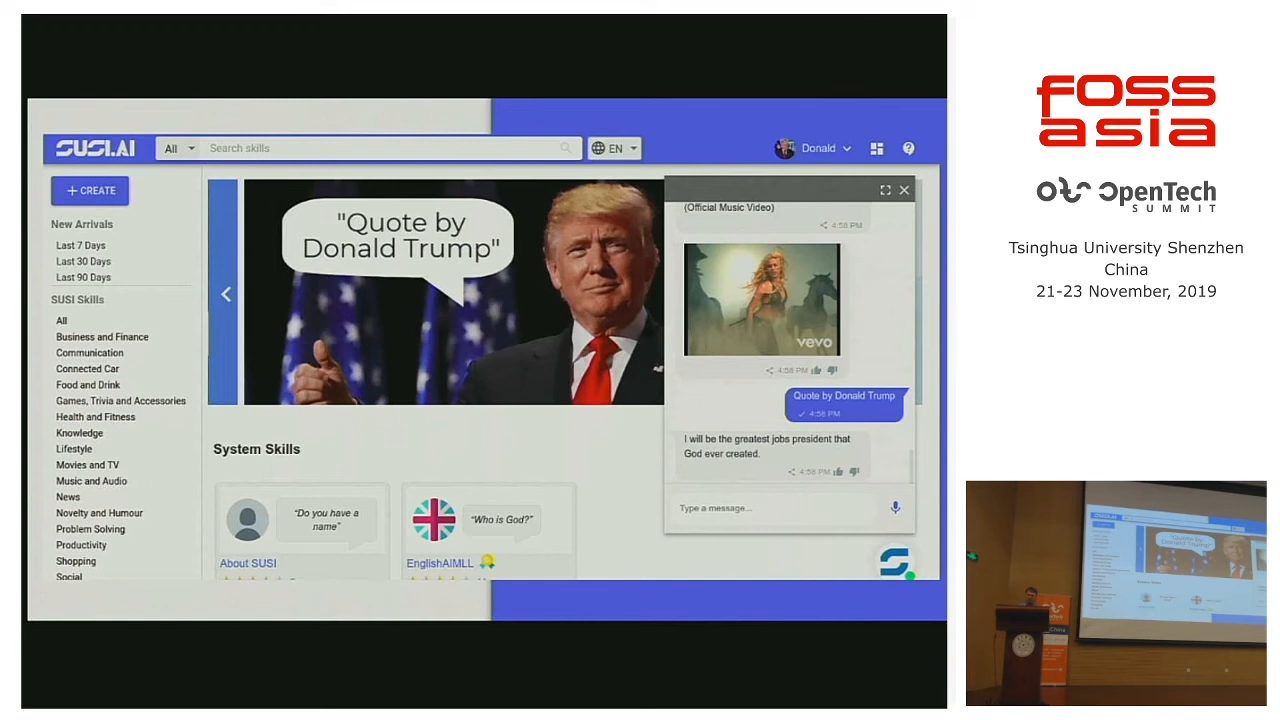 SUSI.AI
All
Search skills
EN
Donald
CREATE
New Arrivals
Last 7 Days
Last 30 Days
Last 90 Days
SUSI Skills
All
Business and Finance
Communication
Connected Car
Food and Drink
Games, Trivia and Accessories
Health and Fitness
Knowledge
Lifestyle
Movies and TV
Music and Audio
News
Novelty and Humour
Problem Solving
Productivity
Shopping
Social
"Quote by
Donald Trump"
System Skills
"Do you have a
name"
About SUSI
"Who is God?"
EnglishAIMLL
(Official Music Video)
4:58 PM
vevo
4:58 PM
Quote by Donald Trump
4:58 PM
I will be the greatest jobs president that
God ever created.
4:58 PM
Type a message...
FOSS
asia
OpenTech
SUMMIT
Tsinghua University Shenzhen
China
21-23 November, 2019
"Quote by
Donald Trump"